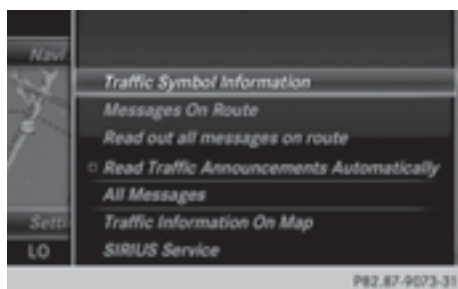 Navi
Traffic Symbol Information
Messages On Route
Read out all messages on route
Read Traffic Announcements Automatically
All Messages
Setti
Traffic Information On Map
LO
SIRIUS Service
P82.87-9073-31